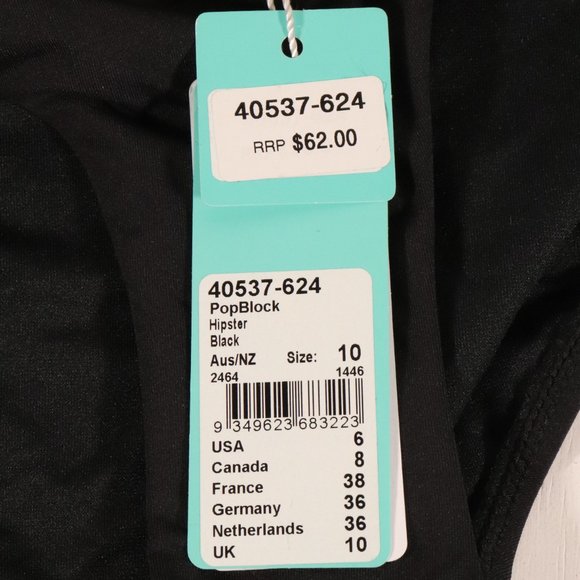 40537-624
RRP $62.00
40537-624
PopBlock
Hipster
Black
Aus/NZ Size: 10
2464 1446
9 349623 683223
USA 6
Canada 8
France 38
Germany 36
Netherlands 36
UK 10